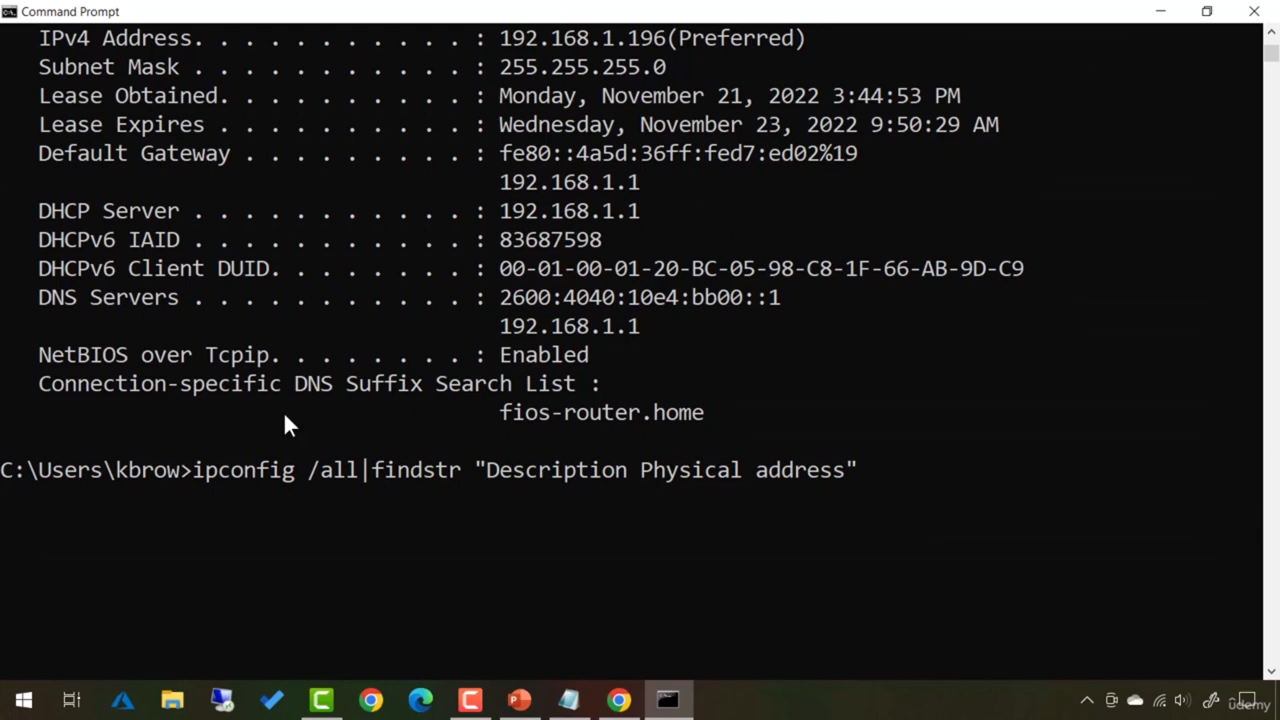 Command Prompt
IPv4 Address. . . . . . . . . . . : 192.168.1.196(Preferred)
Subnet Mask . . . . . . . . . . . : 255.255.255.0
Lease Obtained. . . . . . . . . . : Monday, November 21, 2022 3:44:53 PM
Lease Expires . . . . . . . . . . : Wednesday, November 23, 2022 9:50:29 AM
Default Gateway . . . . . . . . . : fe80::4a5d:36ff:fed7:ed02%19
192.168.1.1
DHCP Server . . . . . . . . . . . : 192.168.1.1
DHCPv6 IAID . . . . . . . . . . . : 83687598
DHCPv6 Client DUID. . . . . . . . : 00-01-00-01-20-BC-05-98-C8-1F-66-AB-9D-C9
DNS Servers . . . . . . . . . . . : 2600:4040:10e4:bb00::1
192.168.1.1
NetBIOS over Tcpip. . . . . . . . : Enabled
Connection-specific DNS Suffix Search List :
fios-router.home
C:\Users\kbrow>ipconfig /all|findstr "Description Physical address"
udemy